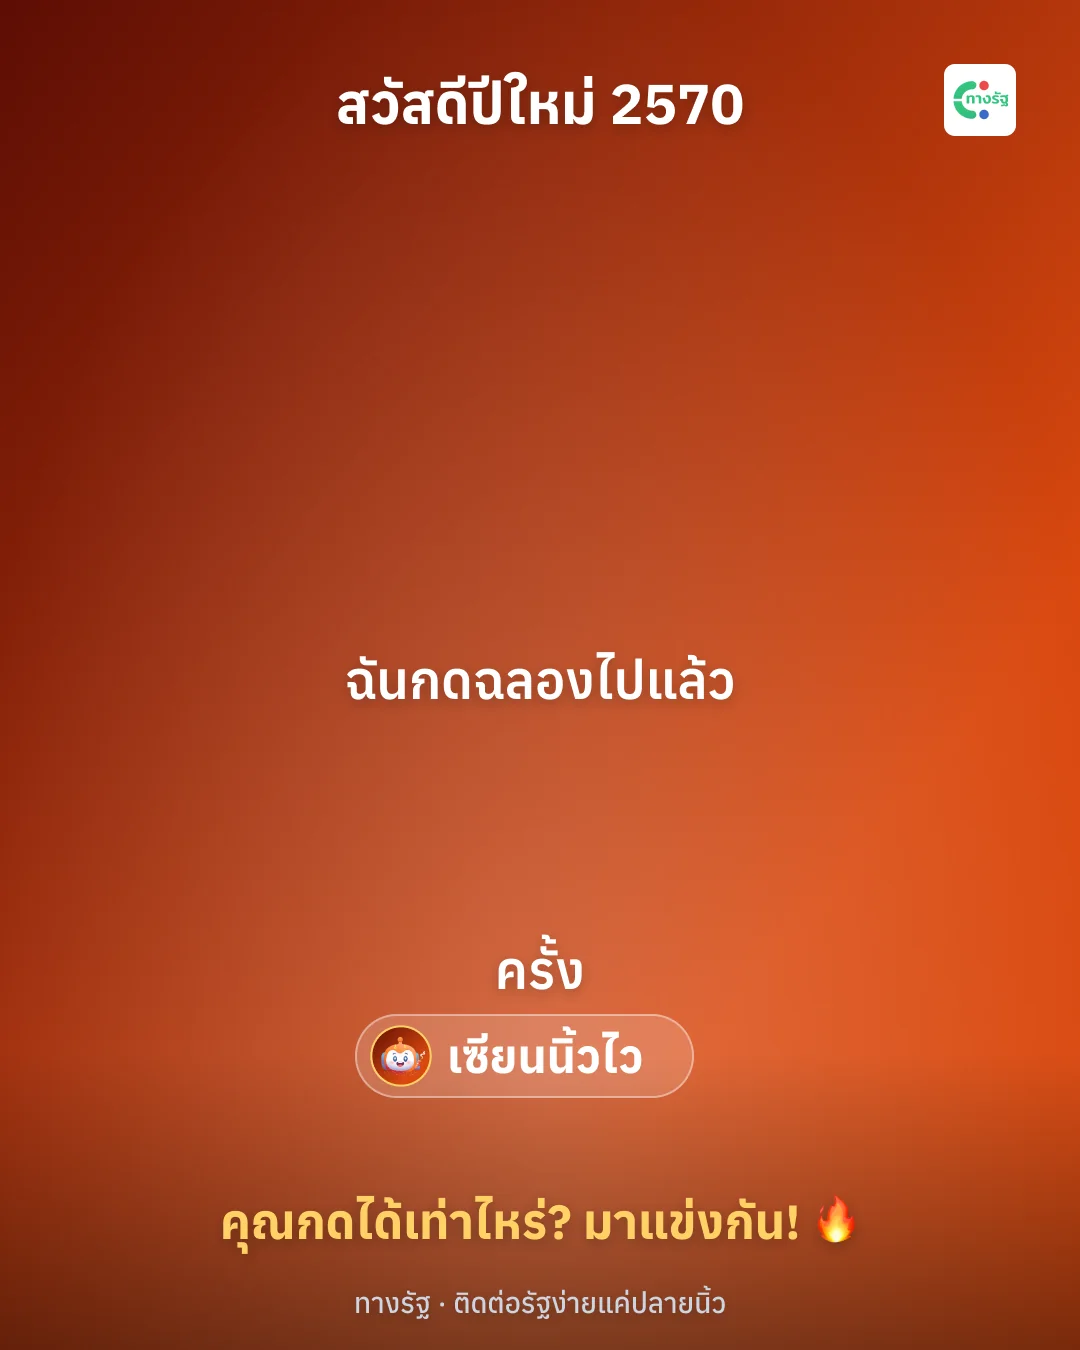 สวัสดีปีใหม่ 2570
ทางรัฐ
ฉันกดฉลองไปแล้ว
ครั้ง
เซียนนิ้วไว
คุณกดได้เท่าไหร่? มาแข่งกัน! 🔥
ทางรัฐ · ติดต่อรัฐง่ายแค่ปลายนิ้ว